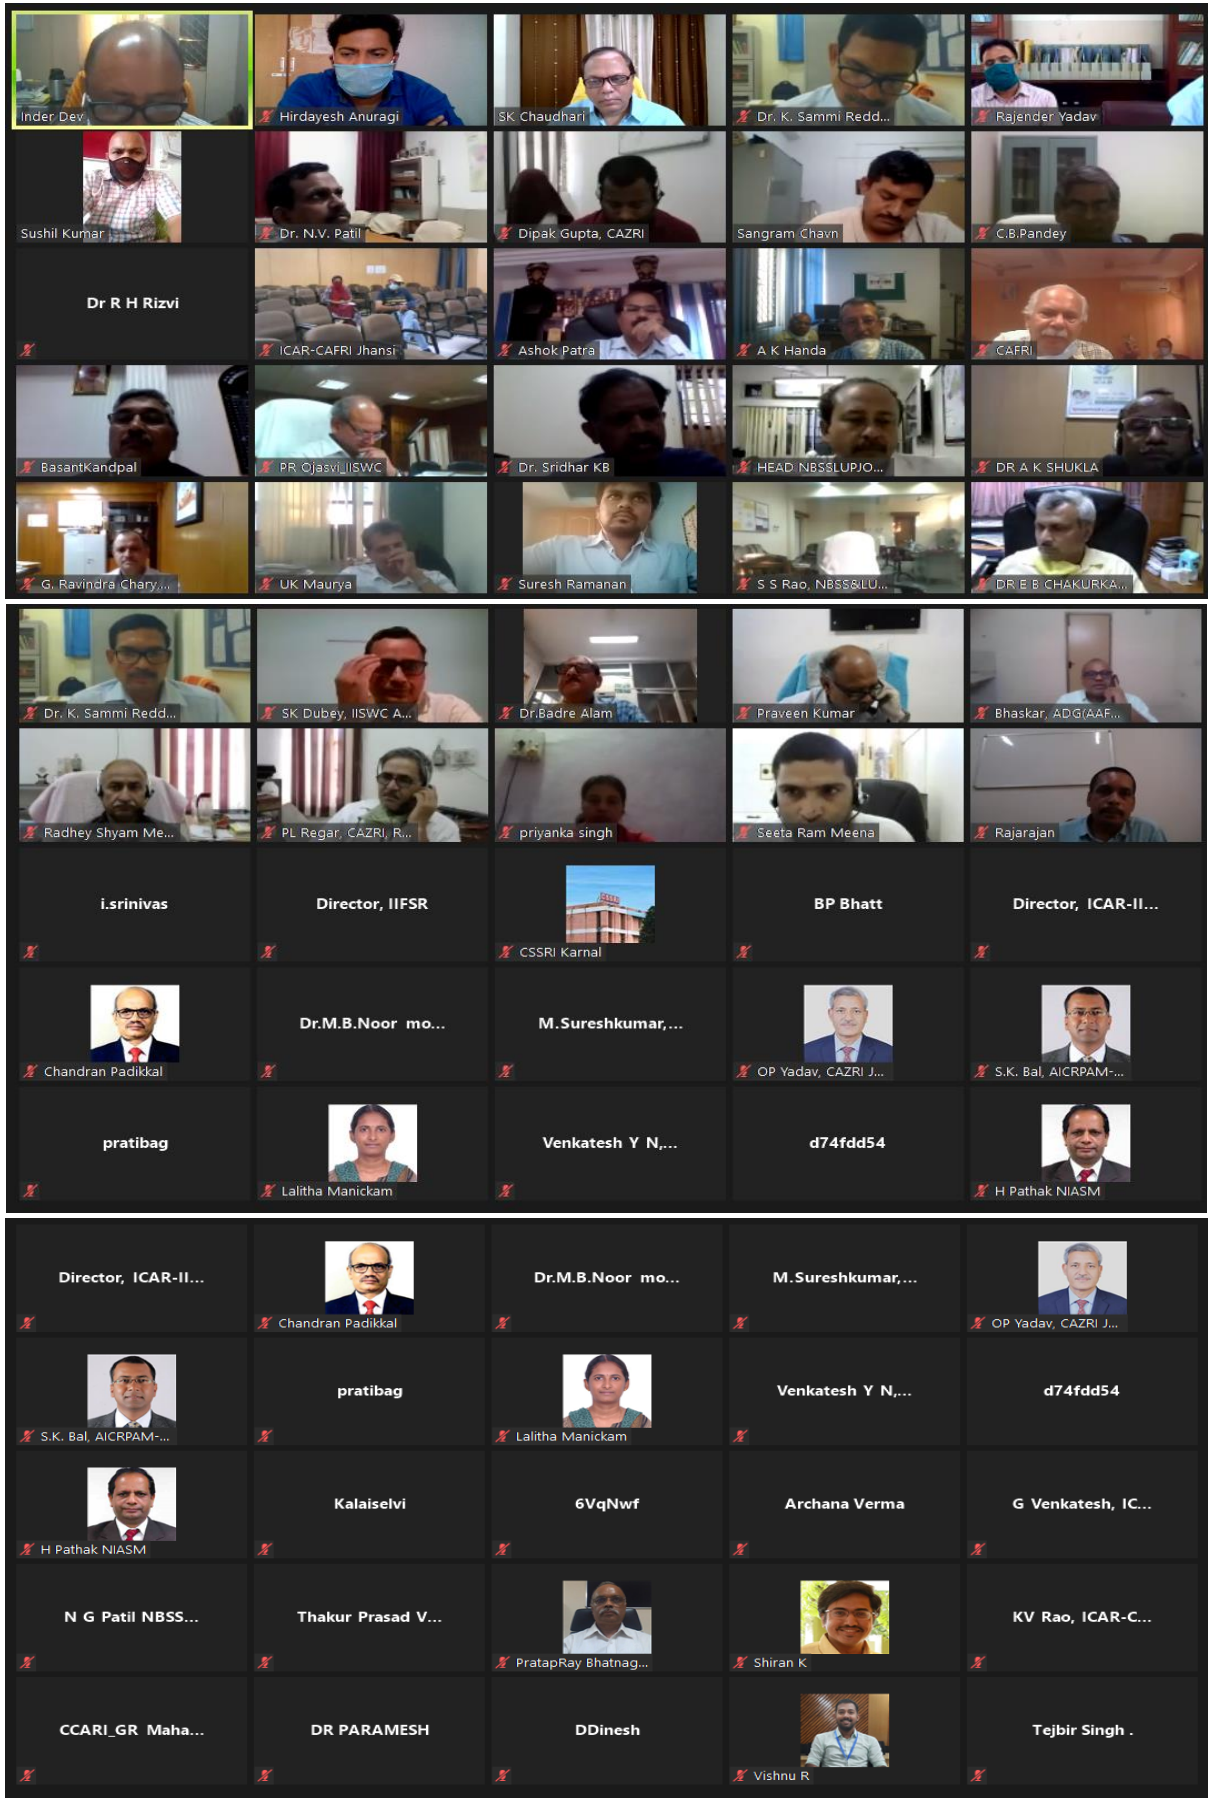 Inder Dev
Hirdayesh Anuragi
SK Chaudhari
Dr. K. Sammi Redd...
Rajender Yadav
Sushil Kumar
Dr. N.V. Patil
Dipak Gupta, CAZRI
Sangram Chavn
C.B.Pandey
Dr R H Rizvi
ICAR-CAFRI Jhansi
Ashok Patra
A K Handa
CAFRI
BasantKandpal
PR Ojasvi_IISWC
Dr. Sridhar KB
HEAD NBSSLUPJO...
DR A K SHUKLA
G. Ravindra Chary,...
UK Maurya
Suresh Ramanan
S S Rao, NBSS&LU...
DR E B CHAKURKA...
Dr. K. Sammi Redd...
SK Dubey, IISWC A...
Dr.Badre Alam
Praveen Kumar
Bhaskar, ADG(AAF...
Radhey Shyam Me...
PL Regar, CAZRI, R...
priyanka singh
Seeta Ram Meena
Rajarajan
i.srinivas
Director, IIFSR
CSSRI Karnal
BP Bhatt
Director, ICAR-II...
Chandran Padikkal
Dr.M.B.Noor mo...
M.Sureshkumar,...
OP Yadav, CAZRI J...
S.K. Bal, AICRPAM-...
pratibag
Lalitha Manickam
Venkatesh Y N,...
d74fdd54
H Pathak NIASM
Director, ICAR-II...
Chandran Padikkal
Dr.M.B.Noor mo...
M.Sureshkumar,...
OP Yadav, CAZRI J...
S.K. Bal, AICRPAM-...
pratibag
Lalitha Manickam
Venkatesh Y N,...
d74fdd54
H Pathak NIASM
Kalaiselvi
6VqNwf
Archana Verma
G Venkatesh, IC...
N G Patil NBSS...
Thakur Prasad V...
PratapRay Bhatnag...
Shiran K
KV Rao, ICAR-C...
CCARI_GR Maha...
DR PARAMESH
DDinesh
Vishnu R
Tejbir Singh .